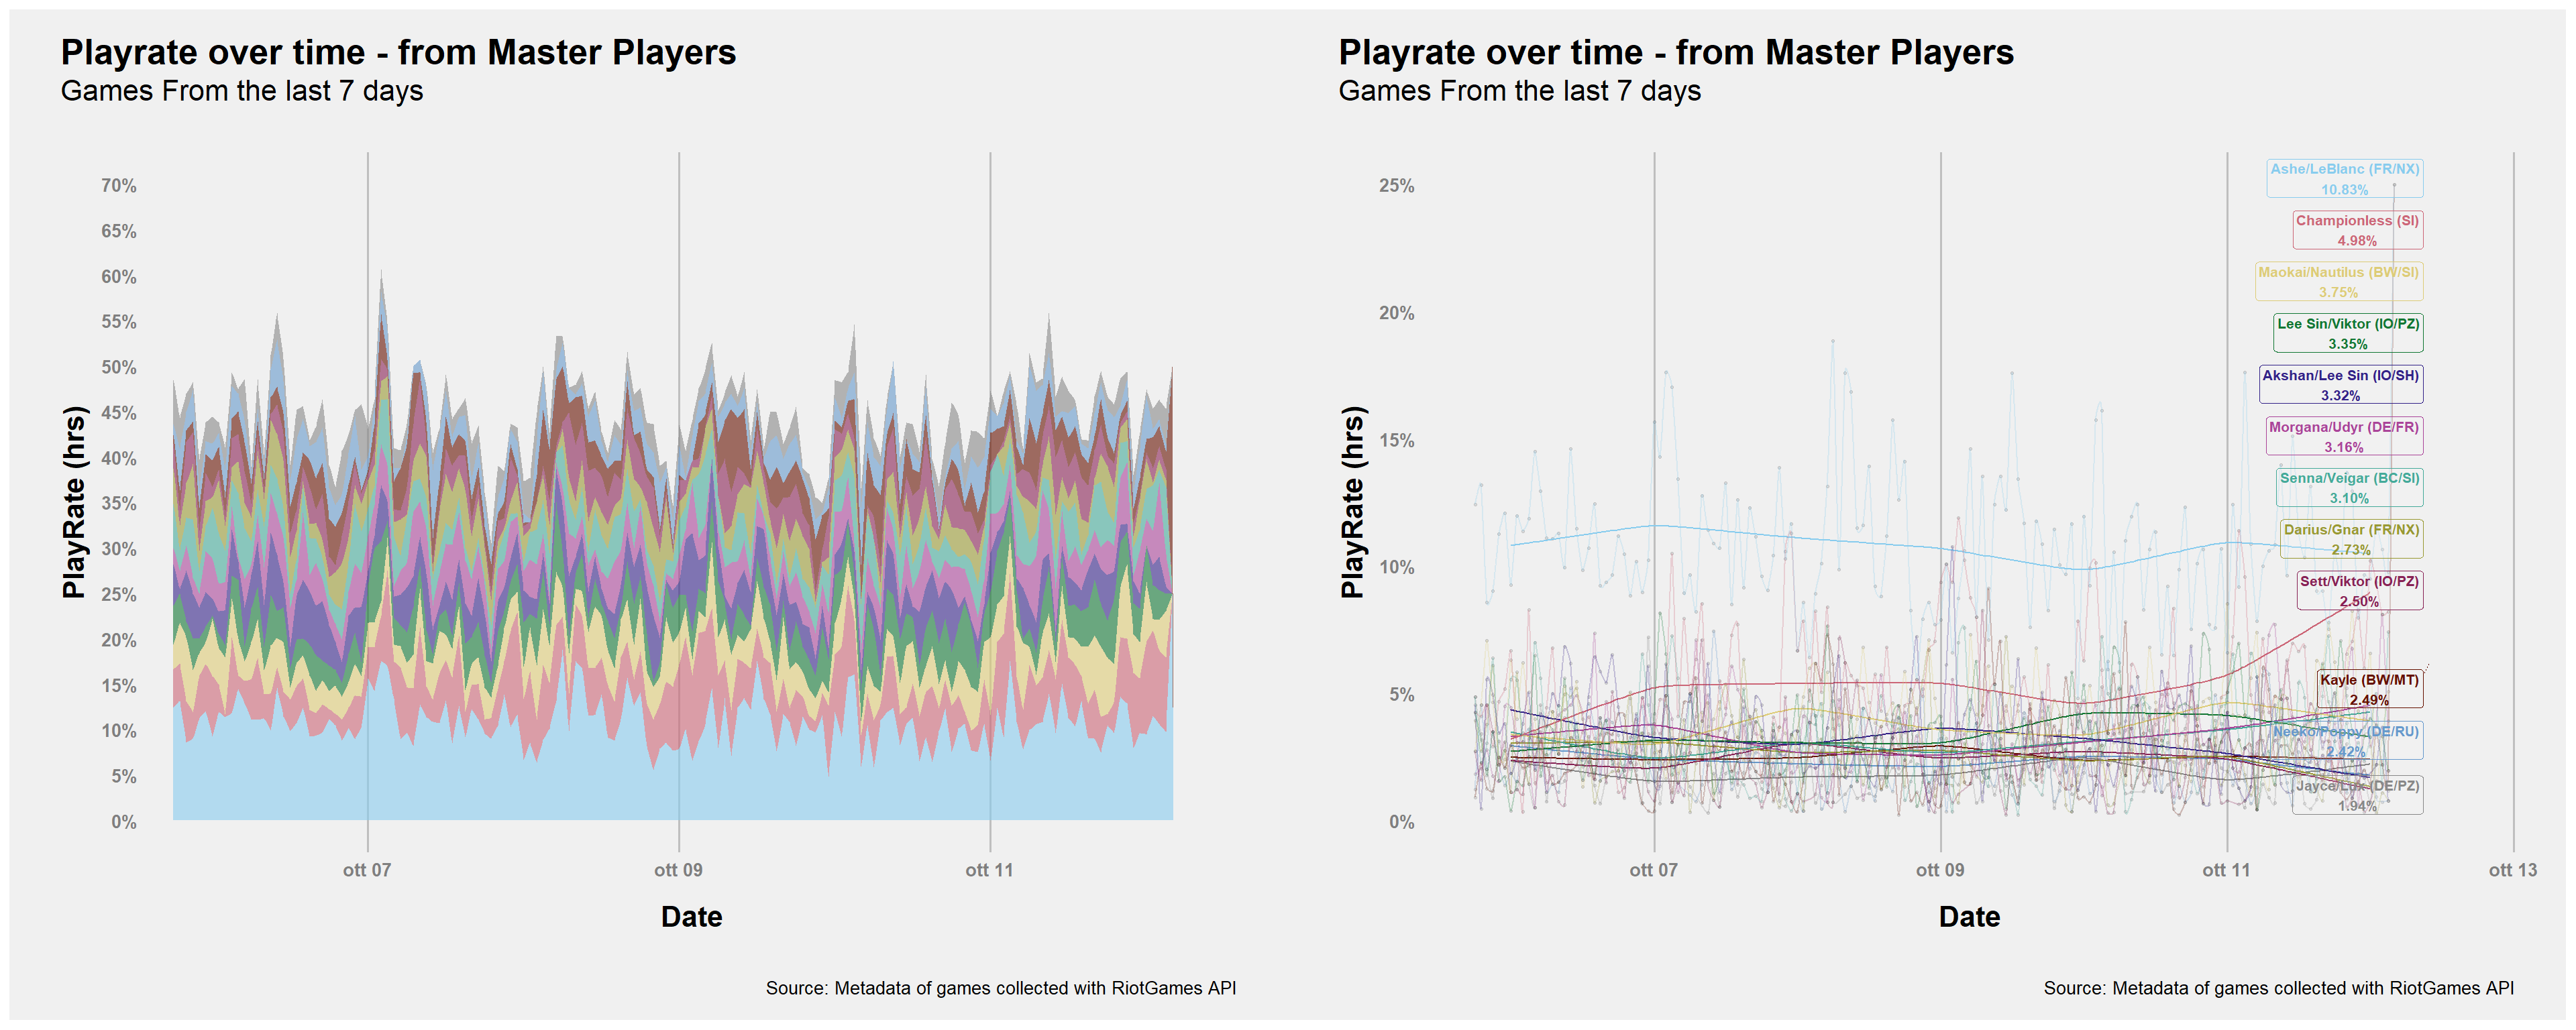 Playrate over time - from Master Players
Games From the last 7 days
70%
65%
60%
55%
50%
45%
40%
35%
30%
25%
20%
15%
10%
5%
0%
PlayRate (hrs)
ott 07
ott 09
ott 11
Date
Source: Metadata of games collected with RiotGames API
Playrate over time - from Master Players
Games From the last 7 days
25%
20%
15%
10%
5%
0%
PlayRate (hrs)
Ashe/LeBlanc (FR/NX)
10.83%
Championless (SI)
4.98%
Maokai/Nautilus (BW/SI)
3.75%
Lee Sin/Viktor (IO/PZ)
3.35%
Akshan/Lee Sin (IO/SH)
3.32%
Morgana/Udyr (DE/FR)
3.16%
Senna/Veigar (BC/SI)
3.10%
Darius/Gnar (FR/NX)
2.73%
Sett/Viktor (IO/PZ)
2.50%
Kayle (BW/MT)
2.49%
Neeko/Poppy (DE/RU)
2.42%
Jayce/Lux (DE/PZ)
1.94%
ott 07
ott 09
ott 11
ott 13
Date
Source: Metadata of games collected with RiotGames API